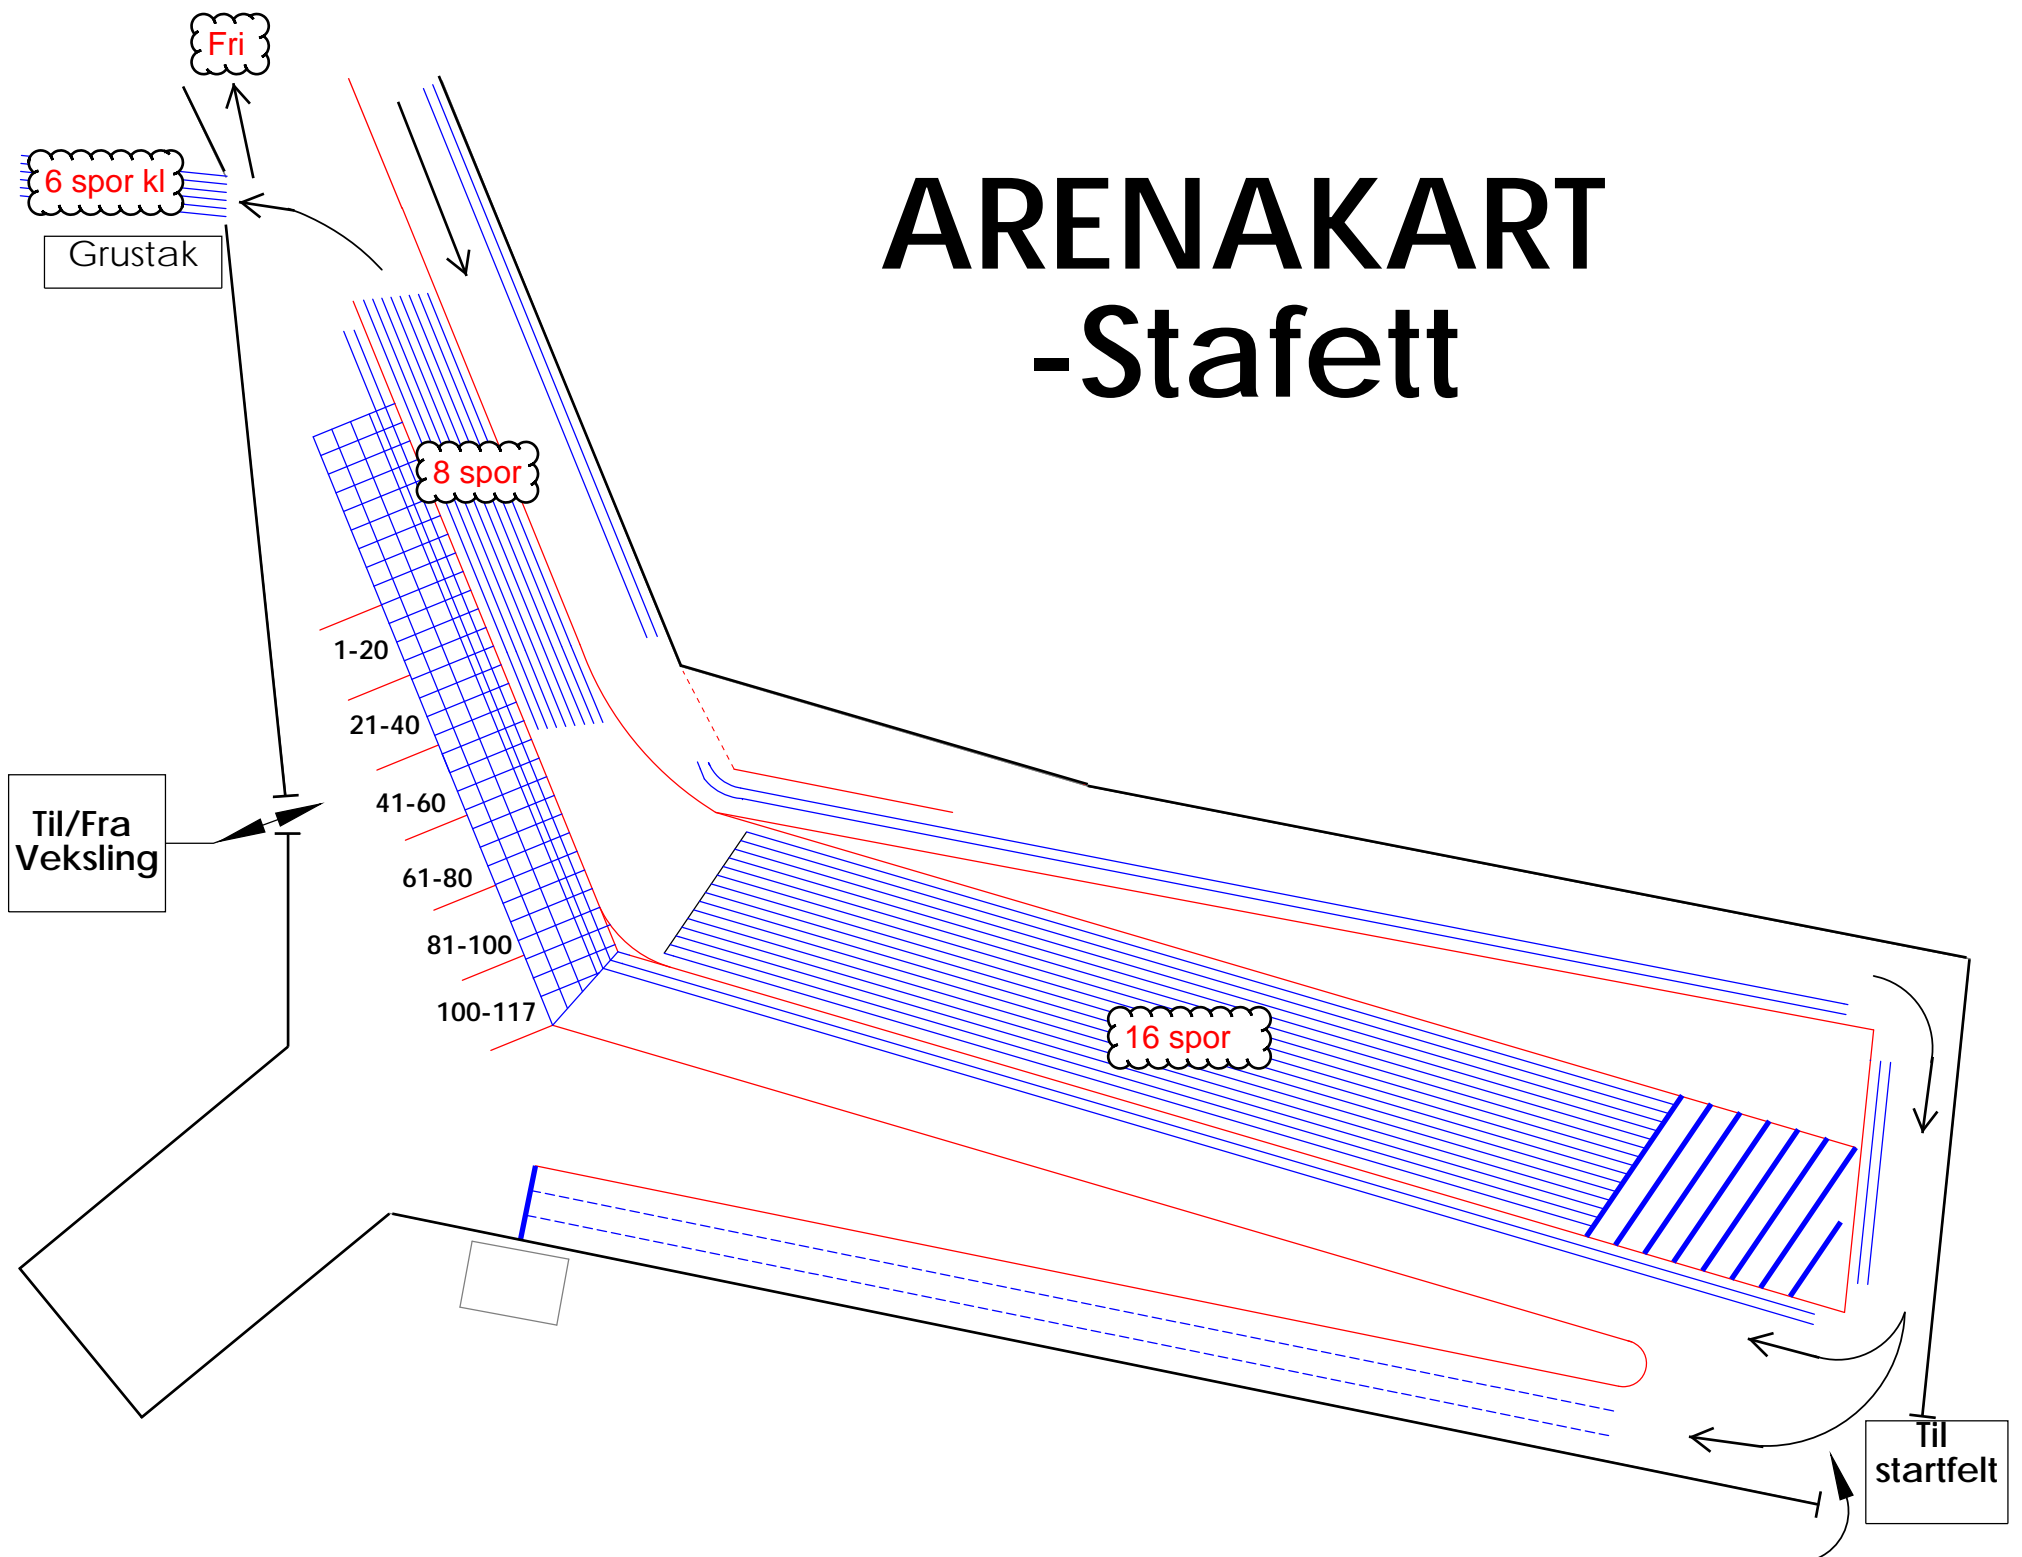 Fri
6 spor kl
Grustak
ARENAKART
-Stafett
8 spor
1-20
21-40
41-60
61-80
81-100
100-117
Til/Fra
Veksling
16 spor
Til
startfelt